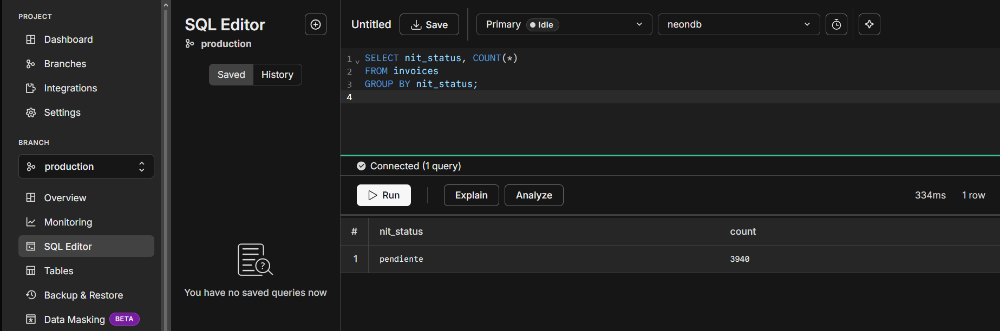 PROJECT
Dashboard
Branches
Integrations
Settings
BRANCH
production
Overview
Monitoring
SQL Editor
Tables
Backup & Restore
Data Masking BETA
SQL Editor
production
Saved History
You have no saved queries now
Untitled Save Primary Idle neondb
1 SELECT nit_status, COUNT(*)
2 FROM invoices
3 GROUP BY nit_status;
4
Connected (1 query)
Run Explain Analyze 334ms 1 row
# nit_status count
1 pendiente 3940